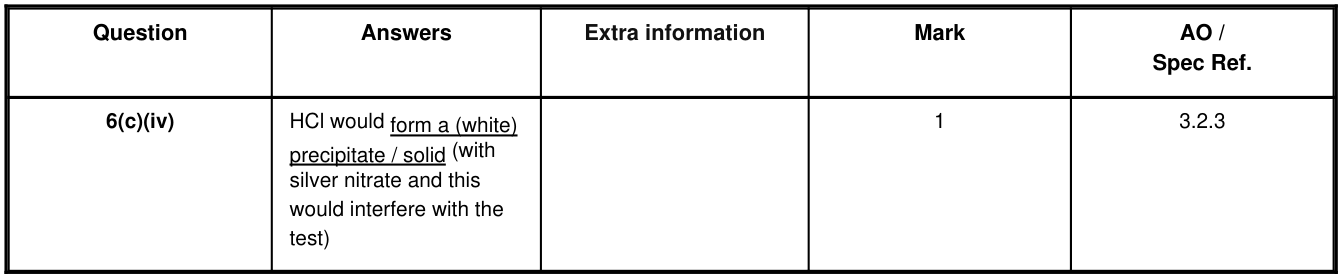 Question Answers Extra information Mark AO /
Spec Ref.
6(c)(iv) HCl would form a (white) 1 3.2.3
precipitate / solid (with
silver nitrate and this
would interfere with the
test)